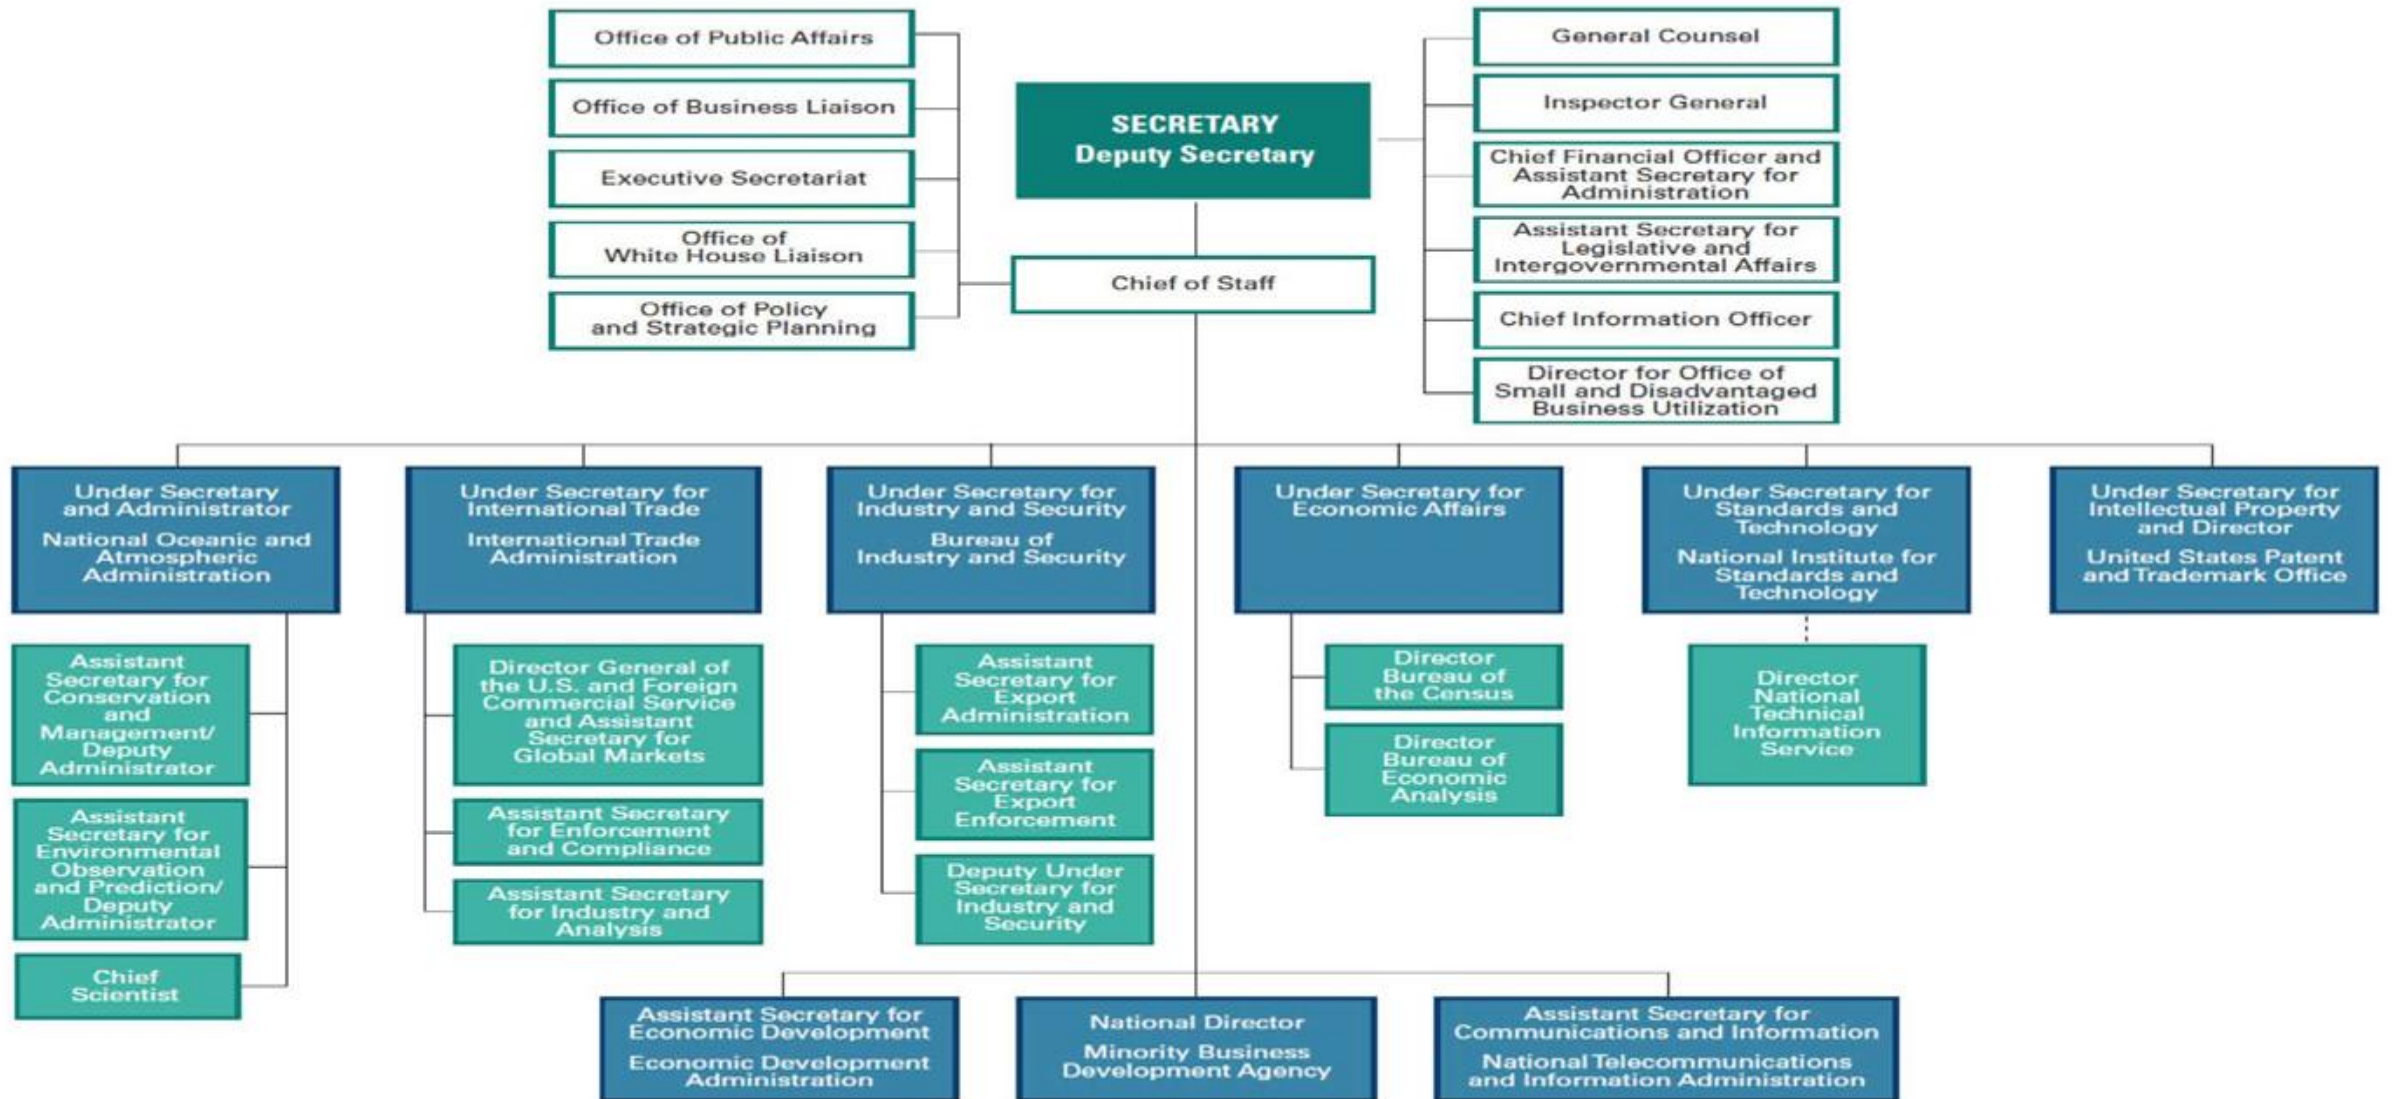 Office of Public Affairs
Office of Business Liaison
Executive Secretariat
Office of
White House Liaison
Office of Policy
and Strategic Planning
SECRETARY
Deputy Secretary
Chief of Staff
General Counsel
Inspector General
Chief Financial Officer and
Assistant Secretary for
Administration
Assistant Secretary for
Legislative and
Intergovernmental Affairs
Chief Information Officer
Director for Office of
Small and Disadvantaged
Business Utilization
Under Secretary
and Administrator
National Oceanic and
Atmospheric
Administration
Under Secretary for
International Trade
International Trade
Administration
Under Secretary for
Industry and Security
Bureau of
Industry and Security
Under Secretary for
Economic Affairs
Under Secretary for
Standards and
Technology
National Institute for
Standards and
Technology
Under Secretary for
Intellectual Property
and Director
United States Patent
and Trademark Office
Assistant
Secretary for
Conservation
and
Management/
Deputy
Administrator
Assistant
Secretary for
Environmental
Observation
and Prediction/
Deputy
Administrator
Chief
Scientist
Director General of
the U.S. and Foreign
Commercial Service
and Assistant
Secretary for
Global Markets
Assistant Secretary
for Enforcement
and Compliance
Assistant Secretary
for Industry and
Analysis
Assistant
Secretary for
Export
Administration
Assistant
Secretary for
Export
Enforcement
Deputy Under
Secretary for
Industry and
Security
Director
Bureau of
the Census
Director
Bureau of
Economic
Analysis
Director
National
Technical
Information
Service
Assistant Secretary for
Economic Development
Economic Development
Administration
National Director
Minority Business
Development Agency
Assistant Secretary for
Communications and Information
National Telecommunications
and Information Administration